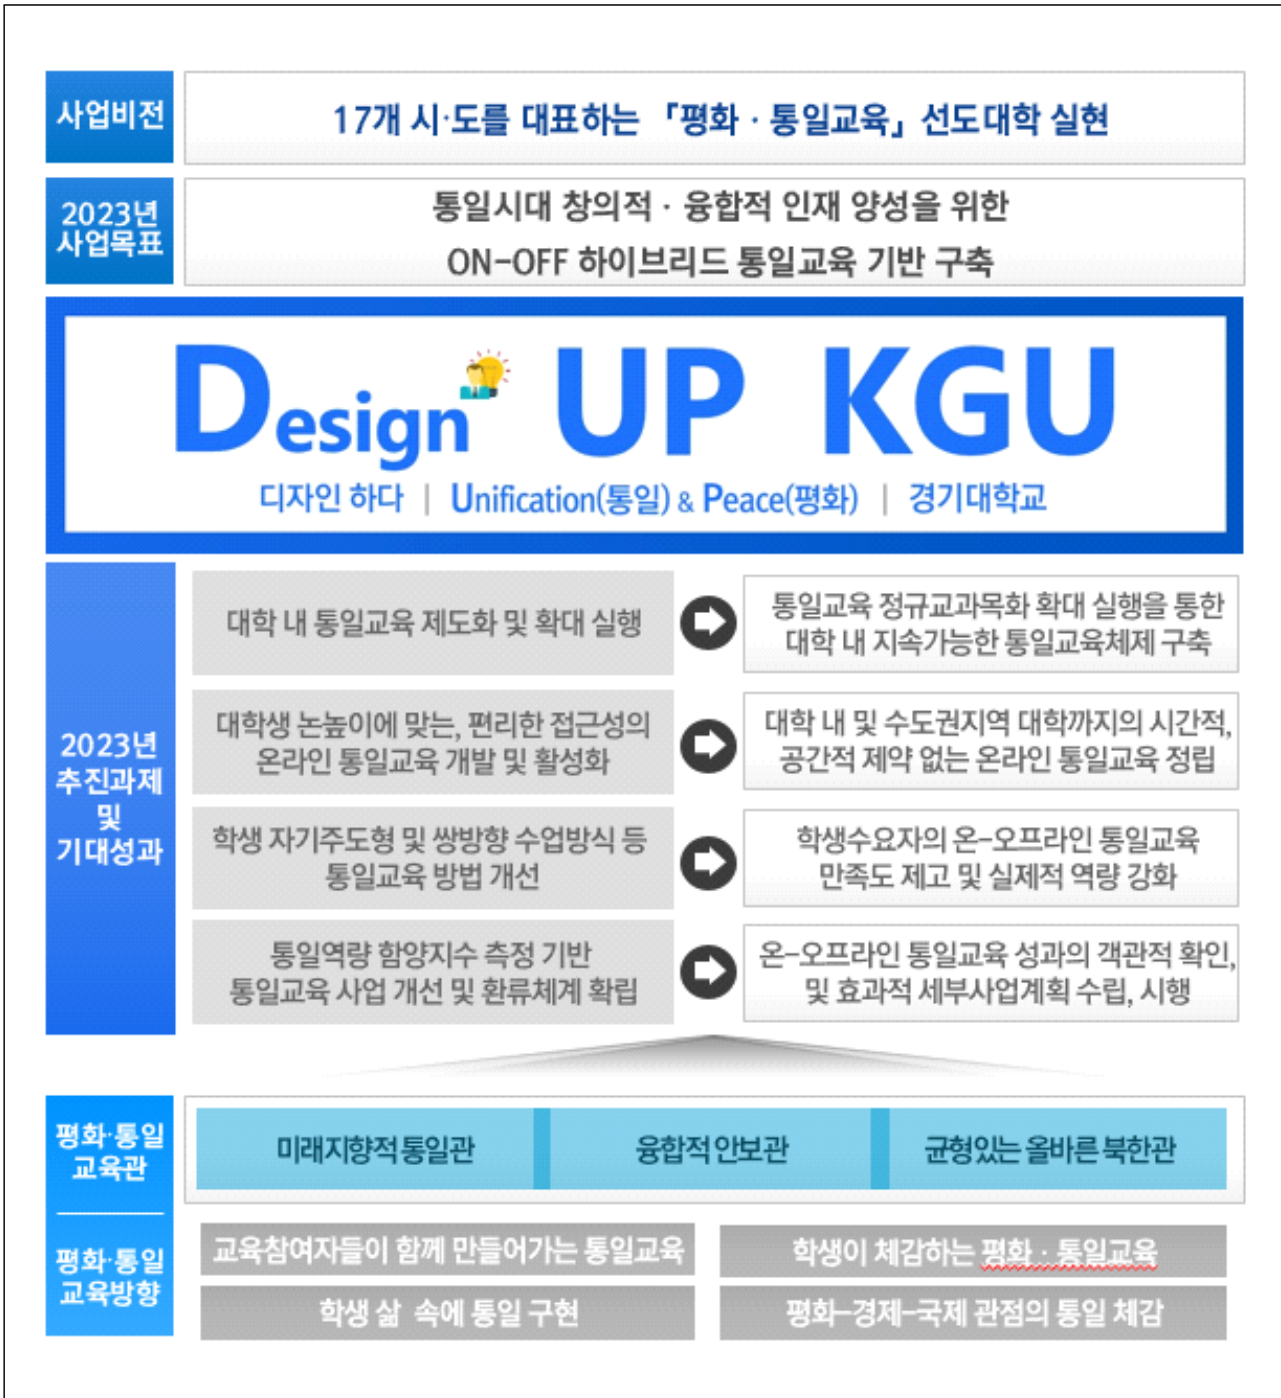 사업비전
17개 시·도를 대표하는 「평화 · 통일교육」 선도대학 실현
2023년
사업목표
통일시대 창의적 · 융합적 인재 양성을 위한
ON-OFF 하이브리드 통일교육 기반 구축
Design UP KGU
디자인 하다 | Unification(통일) & Peace(평화) | 경기대학교
2023년
추진과제
및
기대성과
대학 내 통일교육 제도화 및 확대 실행
통일교육 정규교과목화 확대 실행을 통한
대학 내 지속가능한 통일교육체제 구축
대학생 논높이에 맞는, 편리한 접근성의
온라인 통일교육 개발 및 활성화
대학 내 및 수도권지역 대학까지의 시간적,
공간적 제약 없는 온라인 통일교육 정립
학생 자기주도형 및 쌍방향 수업방식 등
통일교육 방법 개선
학생수요자의 온-오프라인 통일교육
만족도 제고 및 실제적 역량 강화
통일역량 함양지수 측정 기반
통일교육 사업 개선 및 환류체계 확립
온-오프라인 통일교육 성과의 객관적 확인,
및 효과적 세부사업계획 수립, 시행
평화·통일
교육관
미래지향적 통일관
융합적 안보관
균형있는 올바른 북한관
평화·통일
교육방향
교육참여자들이 함께 만들어가는 통일교육
학생이 체감하는 평화 · 통일교육
학생 삶 속에 통일 구현
평화-경제-국제 관점의 통일 체감